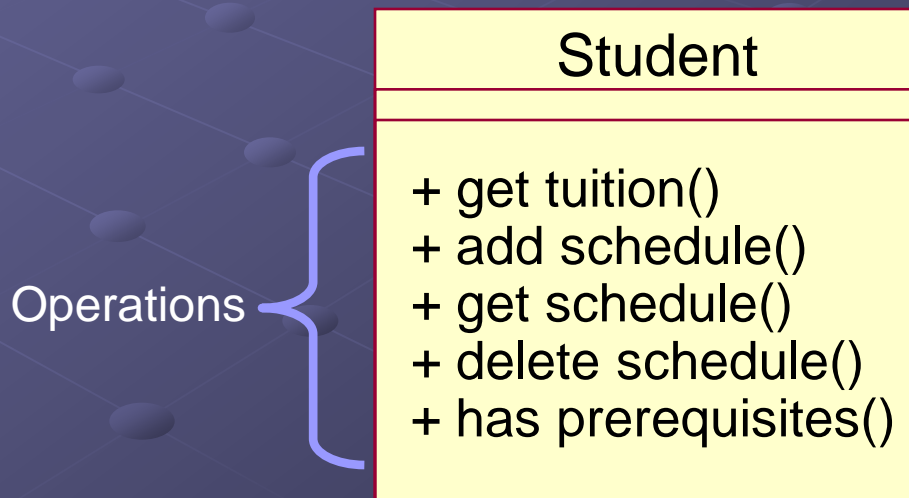 Student
Operations
+ get tuition()
+ add schedule()
+ get schedule()
+ delete schedule()
+ has prerequisites()